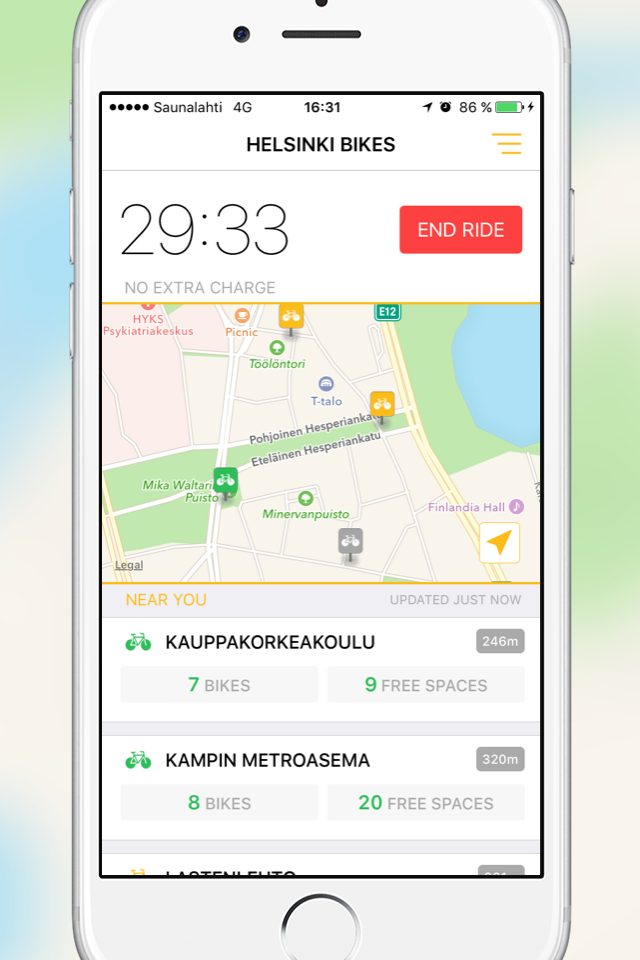 ●●●●● Saunalahti 4G 16:31 86 %
HELSINKI BIKES
29:33
END RIDE
NO EXTRA CHARGE
E12
HYKS
Psykiatriakeskus
Picnic
Töölöntori
T-talo
Pohjoinen Hesperiankatu
Eteläinen Hesperiankatu
Mika Waltarin
Puisto
Minervanpuisto
Finlandia Hall
Legal
NEAR YOU UPDATED JUST NOW
KAUPPAKORKEAKOULU 246m
7 BIKES 9 FREE SPACES
KAMPIN METROASEMA 320m
8 BIKES 20 FREE SPACES
LASTENLEHTO